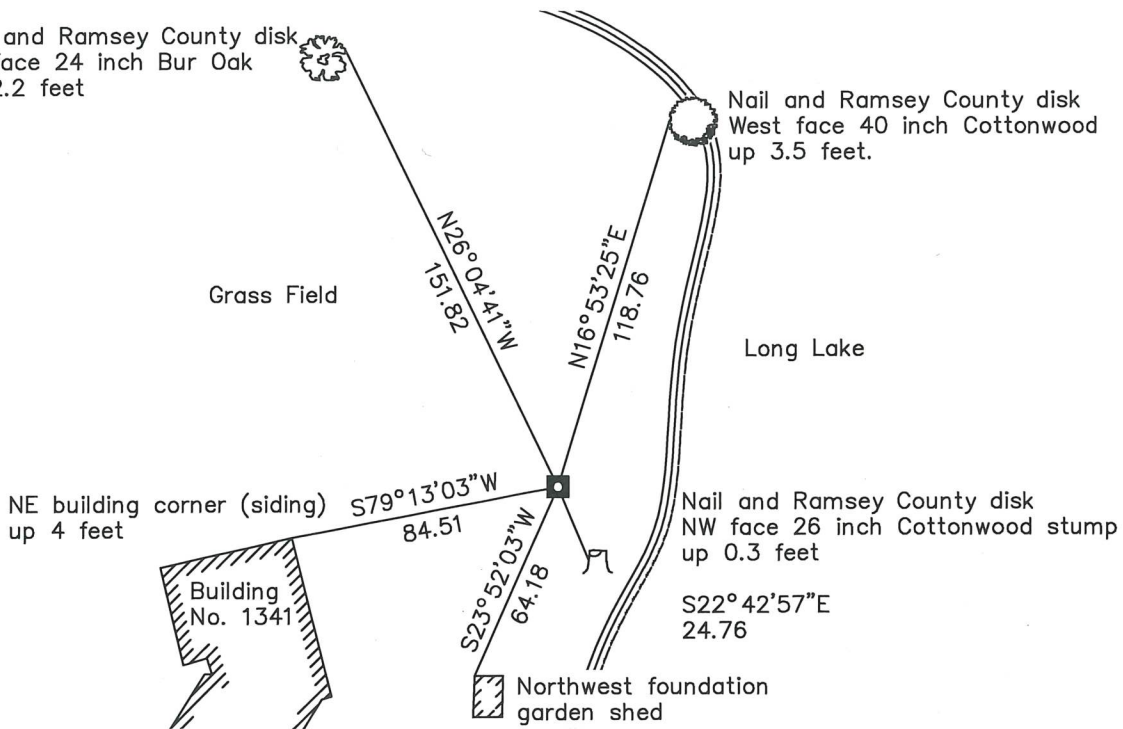 and Ramsey County disk
face 24 inch Bur Oak
2.2 feet
Nail and Ramsey County disk
West face 40 inch Cottonwood
up 3.5 feet.
N26°04'41"W
151.82
N16°53'25"E
118.76
Grass Field
Long Lake
NE building corner (siding)
up 4 feet
S79°13'03"W
84.51
Nail and Ramsey County disk
NW face 26 inch Cottonwood stump
up 0.3 feet
S22°42'57"E
24.76
S23°52'03"W
64.18
Building
No. 1341
Northwest foundation
garden shed